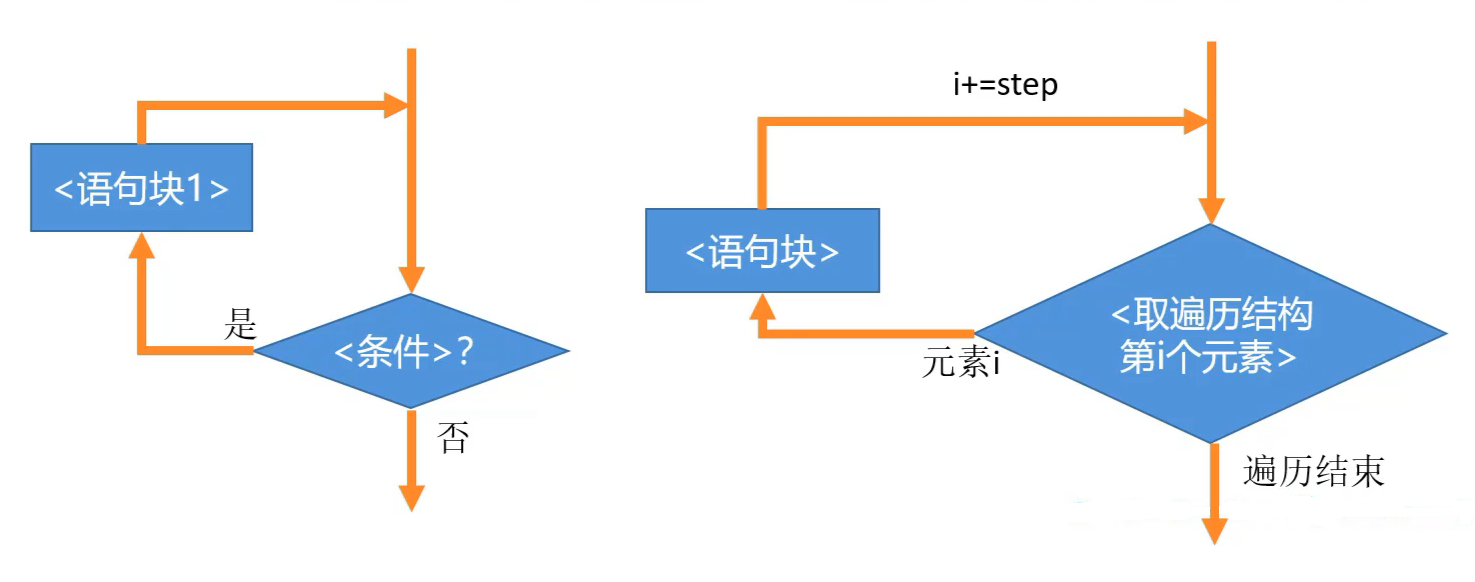 <语句块1>
是
<条件>?
否
i+=step
<语句块>
元素i
<取遍历结构
第i个元素>
遍历结束